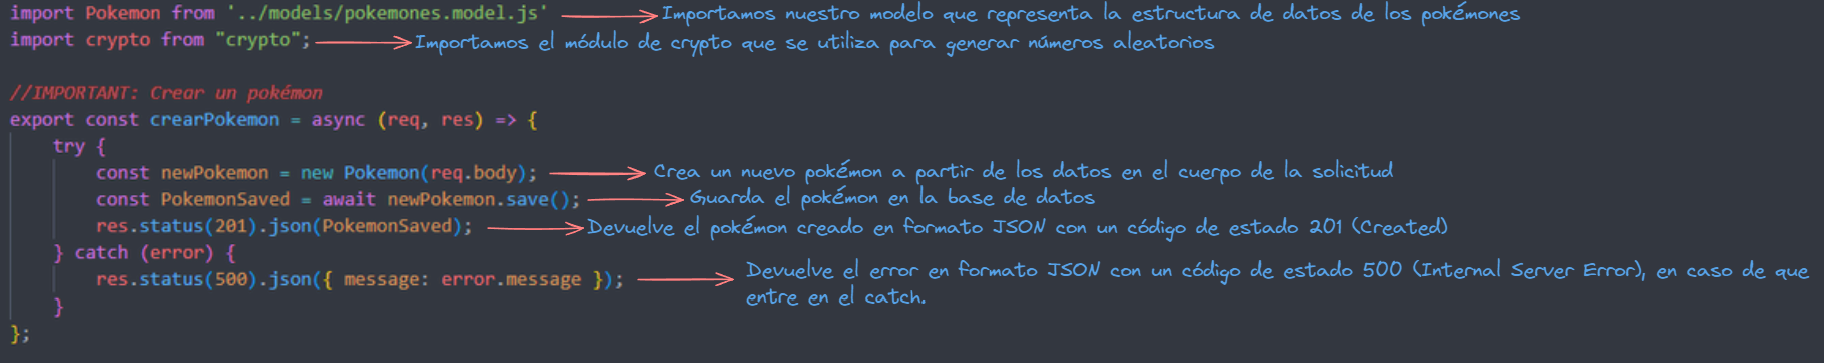 import Pokemon from '../models/pokemones.model.js' Importamos nuestro modelo que representa la estructura de datos de los pokémones
import crypto from "crypto"; Importamos el módulo de crypto que se utiliza para generar números aleatorios
//IMPORTANT: Crear un pokémon
export const crearPokemon = async (req, res) => {
try {
const newPokemon = new Pokemon(req.body); Crea un nuevo pokémon a partir de los datos en el cuerpo de la solicitud
const PokemonSaved = await newPokemon.save(); Guarda el pokémon en la base de datos
res.status(201).json(PokemonSaved); Devuelve el pokémon creado en formato JSON con un código de estado 201 (Created)
} catch (error) {
res.status(500).json({ message: error.message }); Devuelve el error en formato JSON con un código de estado 500 (Internal Server Error), en caso de que
entre en el catch.
}
};